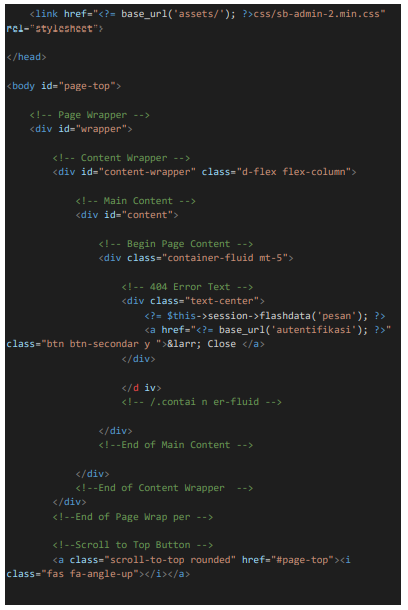 <link href="<?= base_url('assets/'); ?>css/sb-admin-2.min.css"
rel="stylesheet">
</head>
<body id="page-top">
<!-- Page Wrapper -->
<div id="wrapper">
<!-- Content Wrapper -->
<div id="content-wrapper" class="d-flex flex-column">
<!-- Main Content -->
<div id="content">
<!-- Begin Page Content -->
<div class="container-fluid mt-5">
<!-- 404 Error Text -->
<div class="text-center">
<?= $this->session->flashdata('pesan'); ?>
<a href="<?= base_url('autentifikasi'); ?>"
class="btn btn-secondar y ">&larr; Close </a>
</div>
</d iv>
<!-- /.contai n er-fluid -->
</div>
<!--End of Main Content -->
</div>
<!--End of Content Wrapper  -->
</div>
<!--End of Page Wrap per -->
<!--Scroll to Top Button -->
<a class="scroll-to-top rounded" href="#page-top"><i
class="fas fa-angle-up"></i></a>